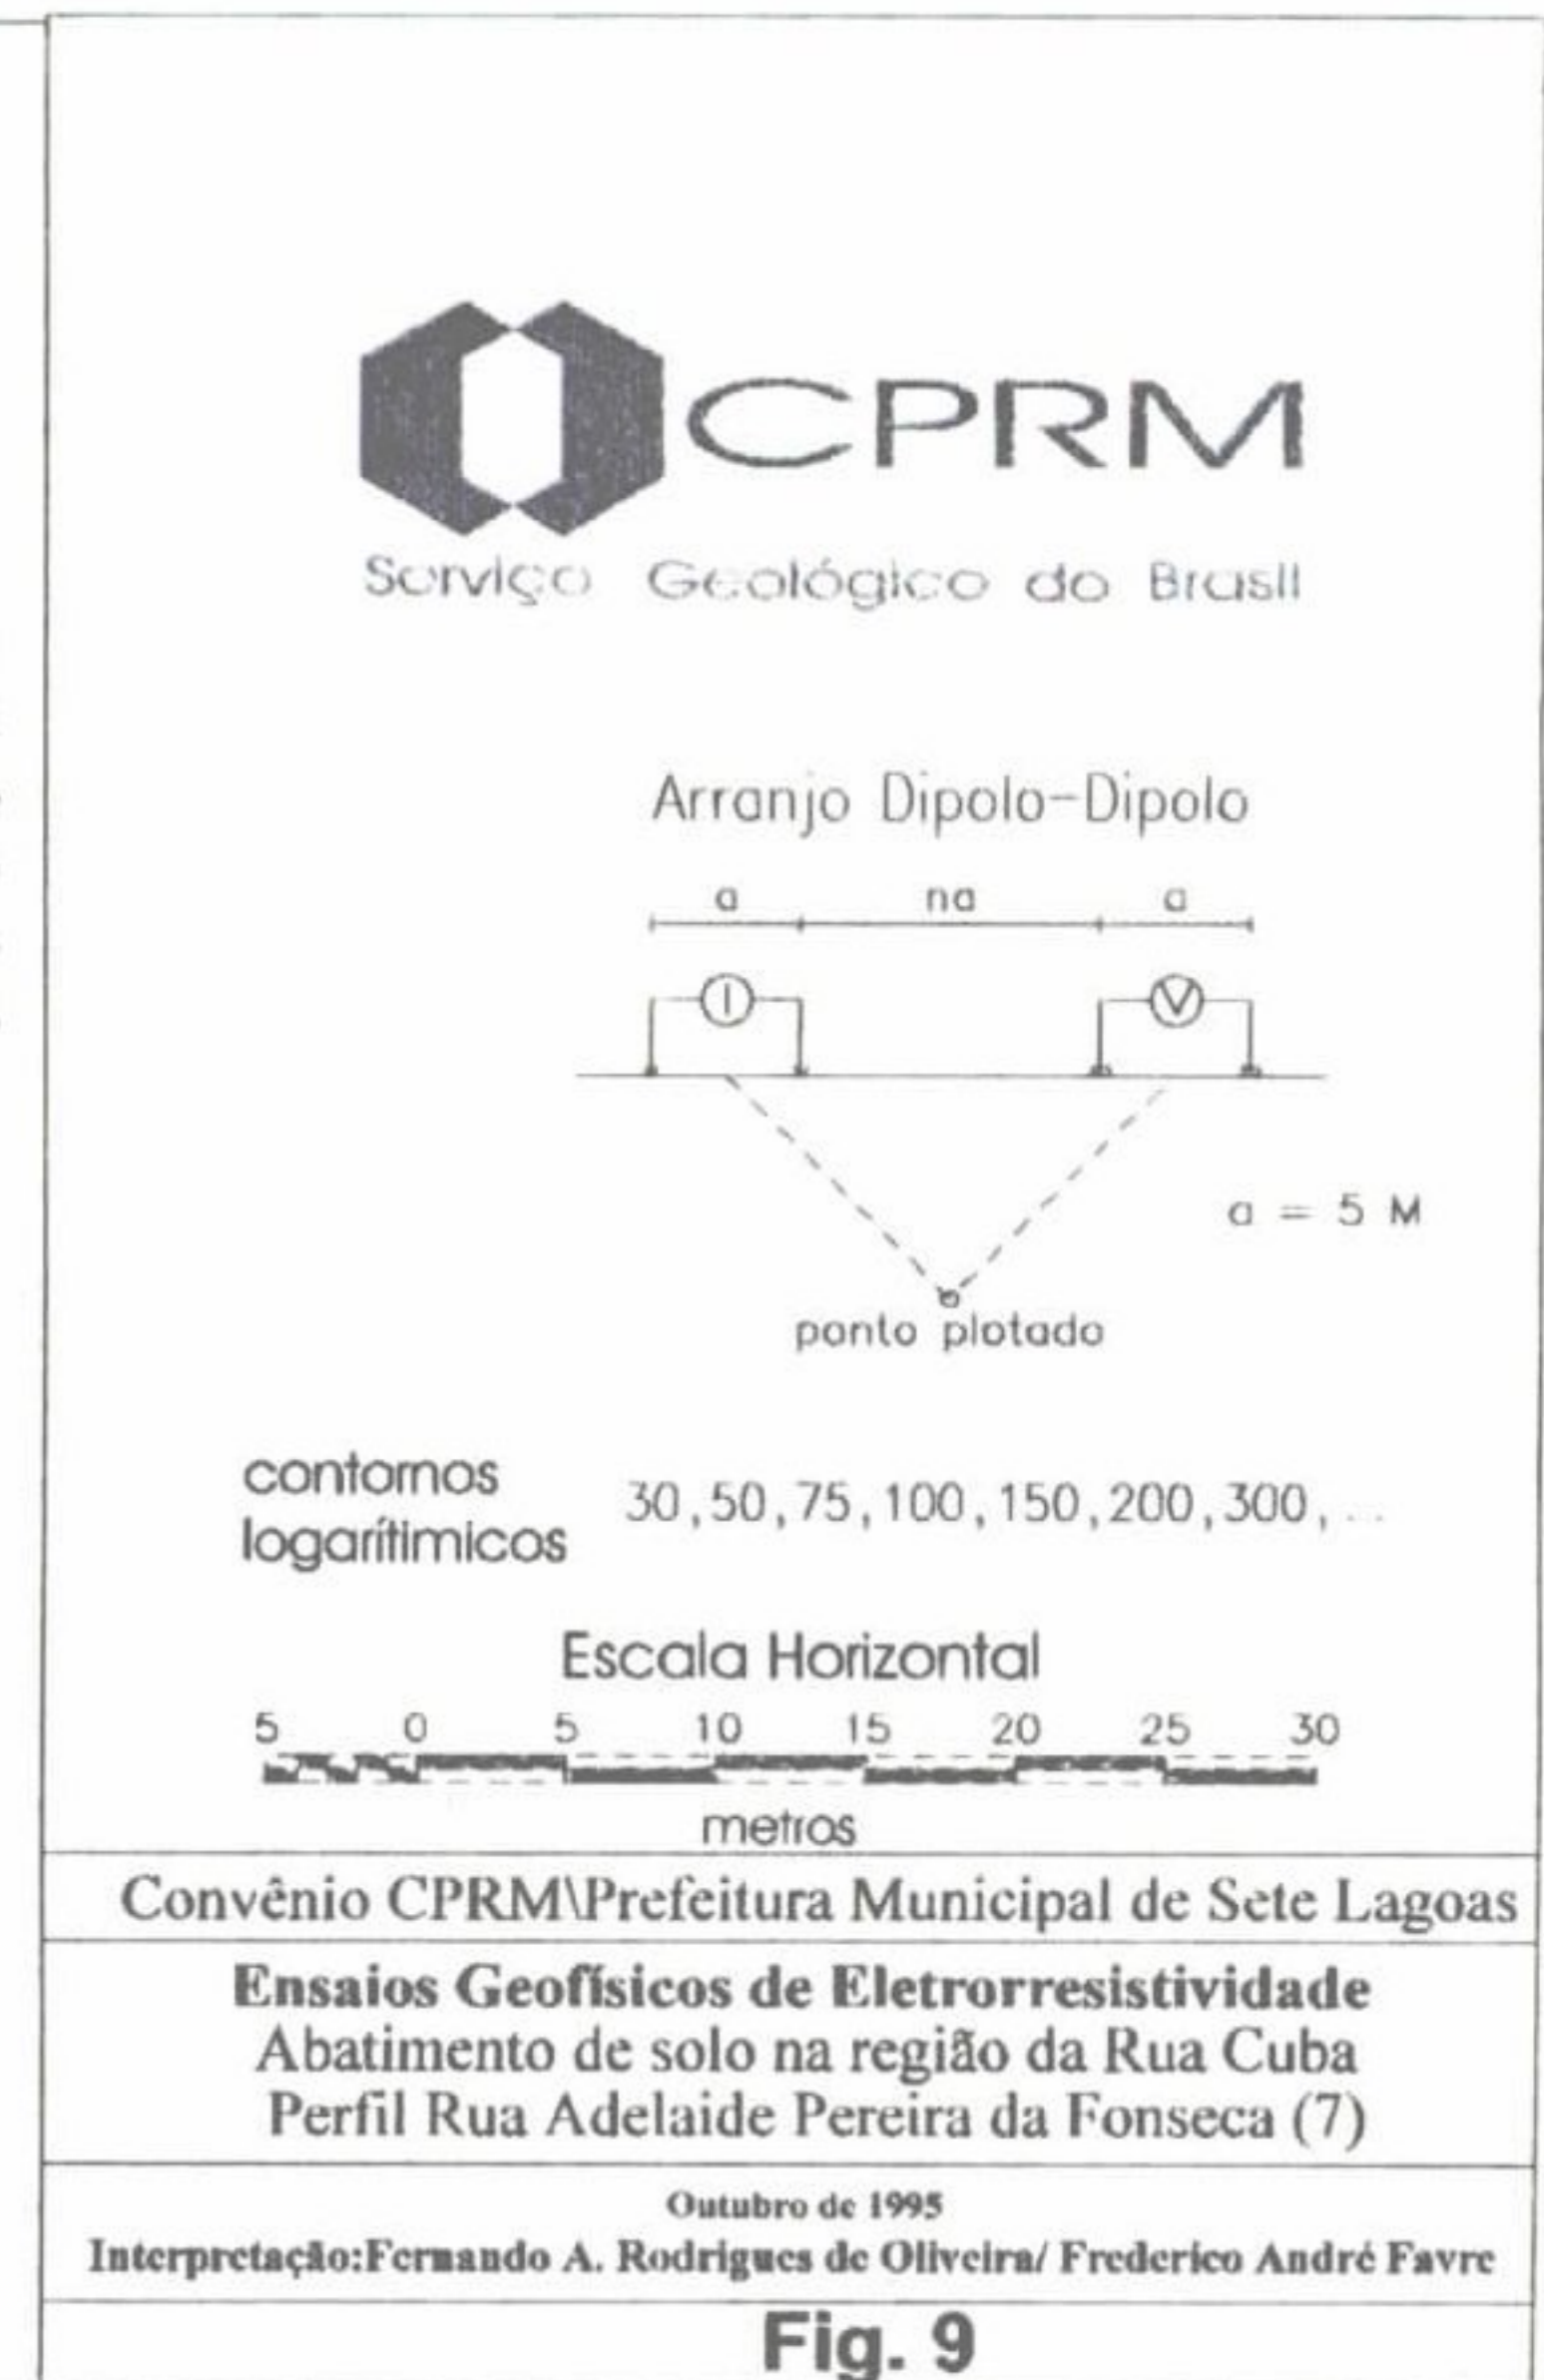 CPRM
Serviço Geológico do Brasil
Arranjo Dipolo-Dipolo
a na a
I V
a = 5 M
ponto plotado
contornos
logarítimicos
30,50,75,100,150,200,300,...
Escala Horizontal
5 0 5 10 15 20 25 30
metros
Convênio CPRM\Prefeitura Municipal de Sete Lagoas
Ensaios Geofísicos de Eletrorresistividade
Abatimento de solo na região da Rua Cuba
Perfil Rua Adelaide Pereira da Fonseca (7)
Outubro de 1995
Interpretação:Fernando A. Rodrigues de Oliveira/ Frederico André Favre
Fig. 9